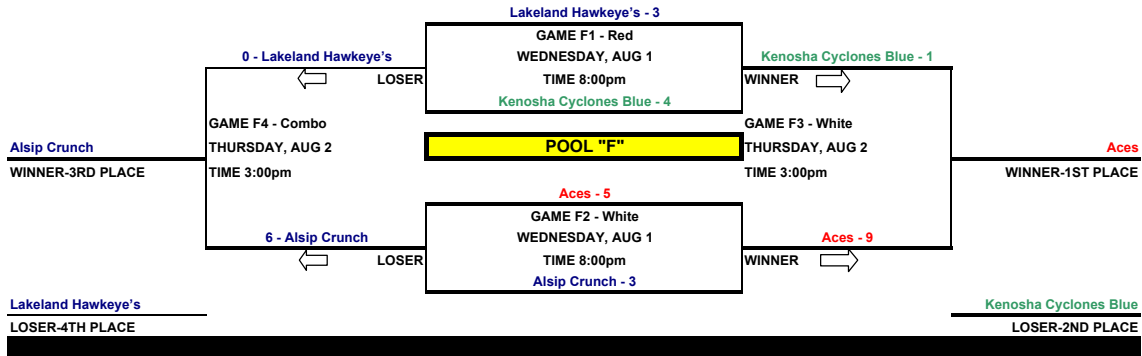 Lakeland Hawkeye's - 3
GAME F1 - Red
0 - Lakeland Hawkeye's
WEDNESDAY, AUG 1
Kenosha Cyclones Blue - 1
LOSER
TIME 8:00pm
WINNER
Kenosha Cyclones Blue - 4
GAME F4 - Combo
GAME F3 - White
Alsip Crunch
THURSDAY, AUG 2
POOL "F"
THURSDAY, AUG 2
Aces
WINNER-3RD PLACE
TIME 3:00pm
TIME 3:00pm
WINNER-1ST PLACE
Aces - 5
GAME F2 - White
6 - Alsip Crunch
WEDNESDAY, AUG 1
Aces - 9
LOSER
TIME 8:00pm
WINNER
Alsip Crunch - 3
Lakeland Hawkeye's
Kenosha Cyclones Blue
LOSER-4TH PLACE
LOSER-2ND PLACE